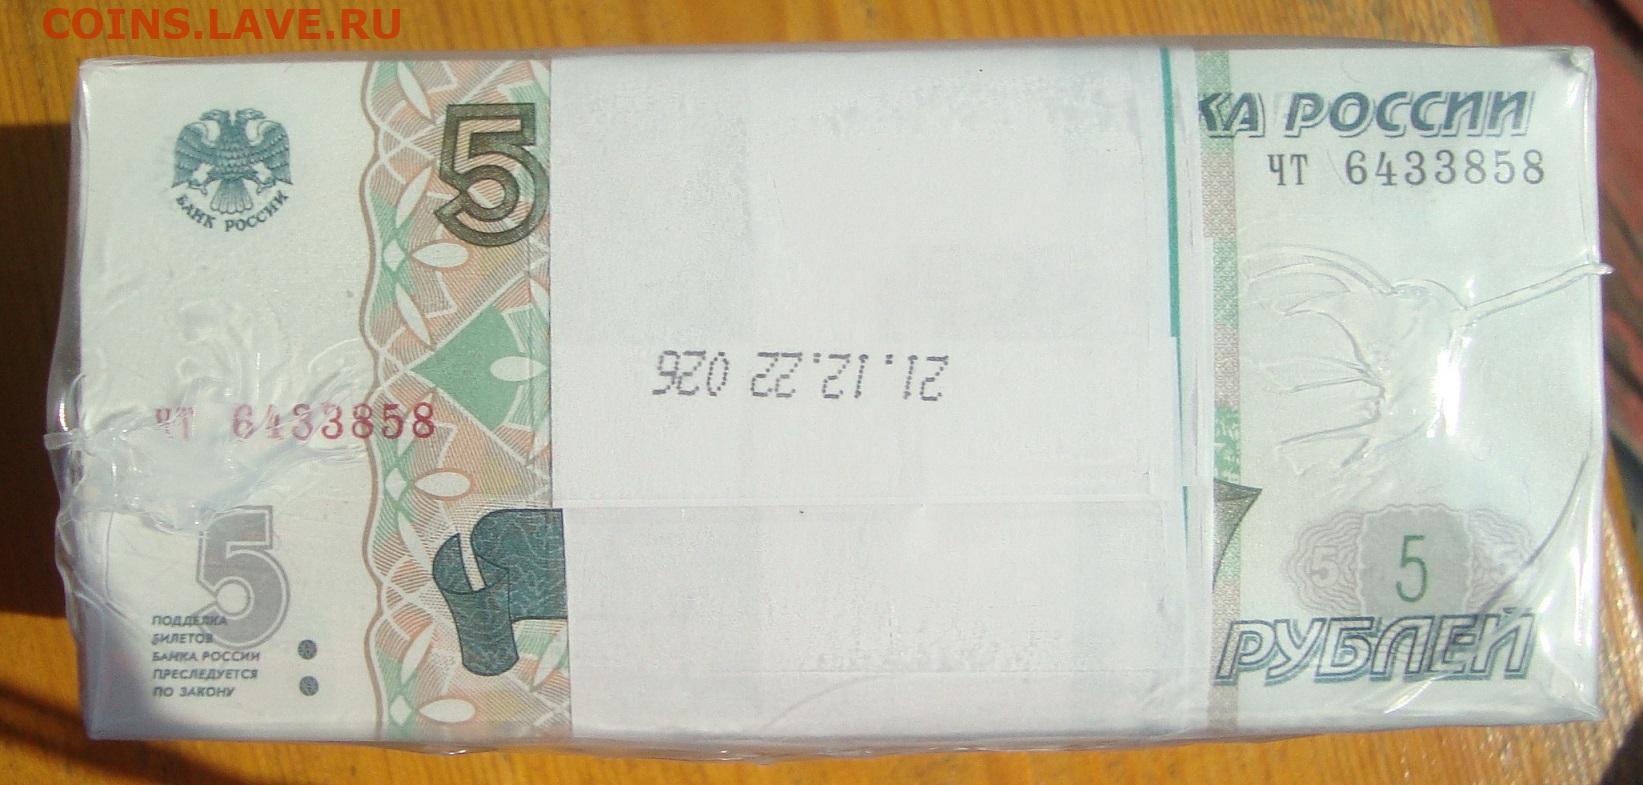 COINS.LAVE.RU
5
КА РОССИИ
ЧТ 6433858
БАНК РОССИИ
21.12.22 026
ЧТ 6433858
5
5 5 5
РУБЛЕЙ
ПОДДЕЛКА
БИЛЕТОВ
БАНКА РОССИИ
ПРЕСЛЕДУЕТСЯ
ПО ЗАКОНУ